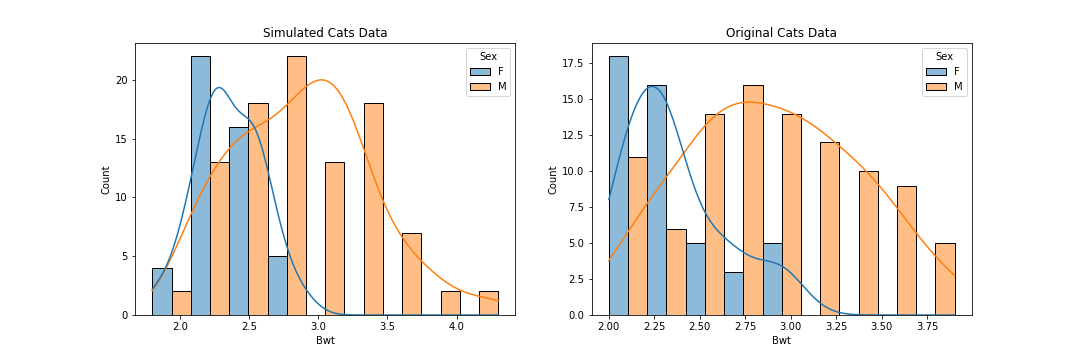 Simulated Cats Data
Sex
F
M
Count
20
15
10
5
0
2.0 2.5 3.0 3.5 4.0
Bwt
Original Cats Data
Sex
F
M
Count
17.5
15.0
12.5
10.0
7.5
5.0
2.5
0.0
2.00 2.25 2.50 2.75 3.00 3.25 3.50 3.75
Bwt